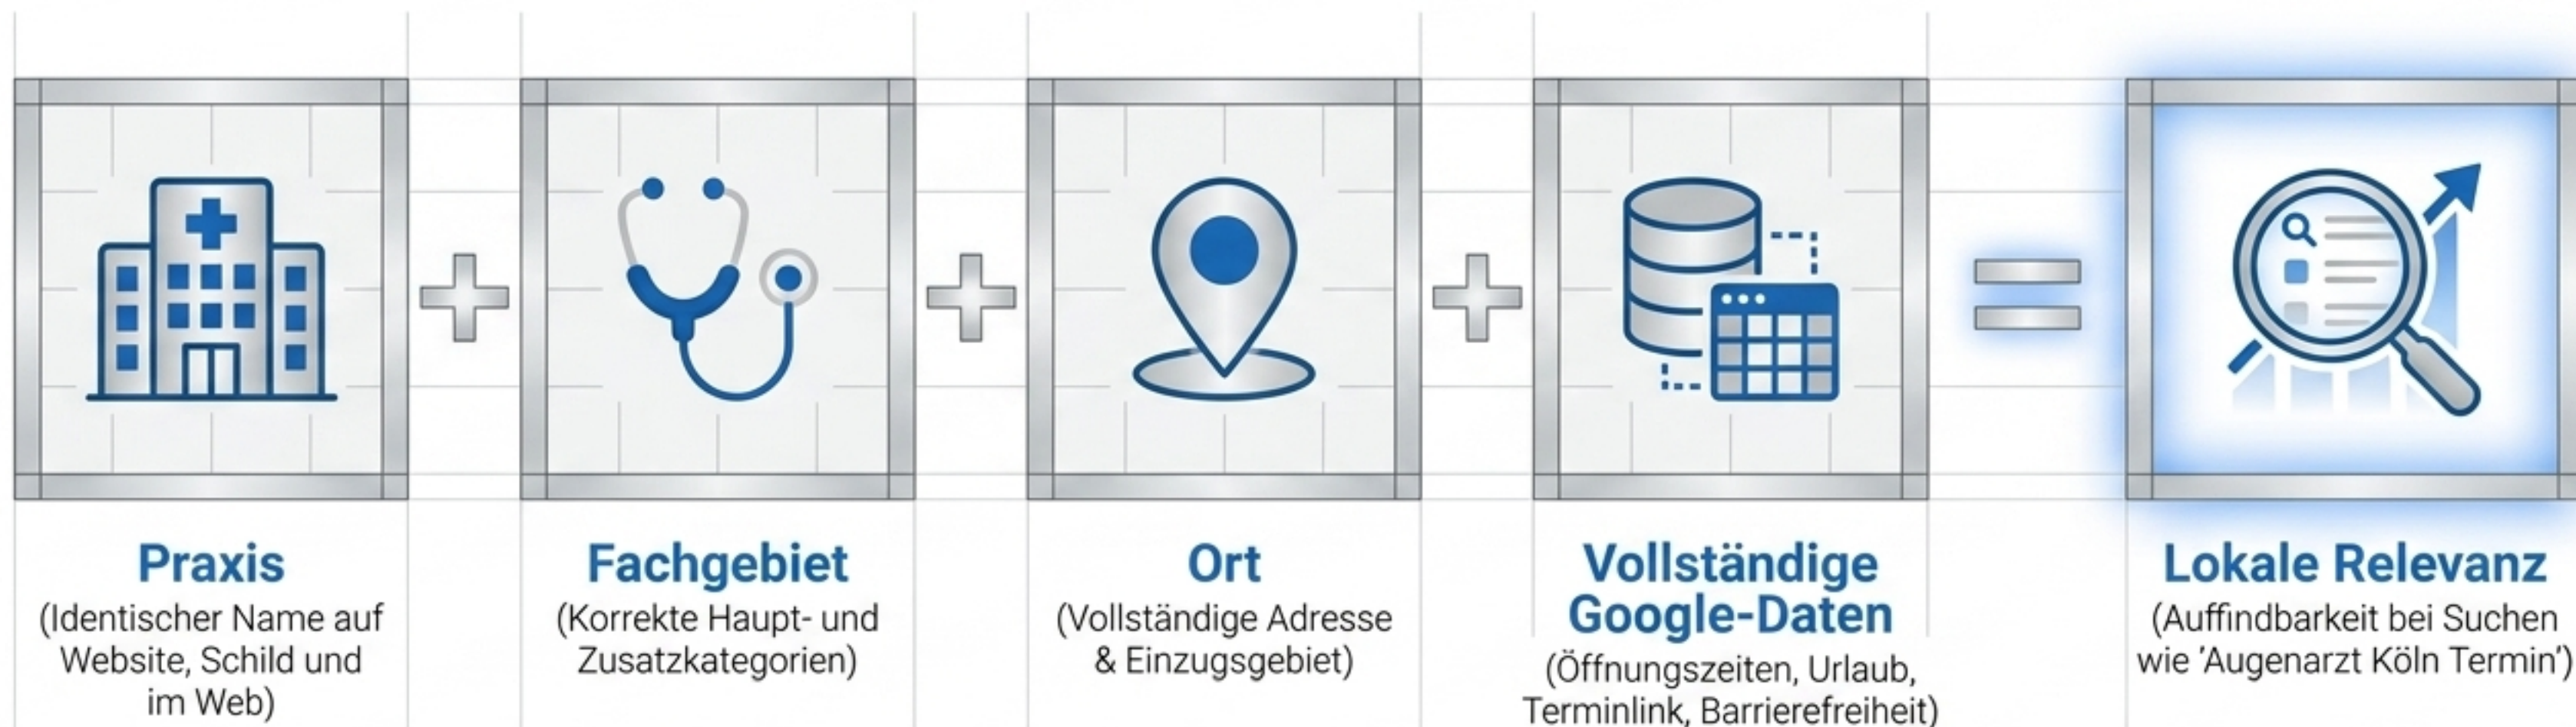 Praxis
(Identischer Name auf
Website, Schild und
im Web)
Fachgebiet
(Korrekte Haupt- und
Zusatzkategorien)
Ort
(Vollständige Adresse
& Einzugsgebiet)
Vollständige
Google-Daten
(Öffnungszeiten, Urlaub,
Terminlink, Barrierefreiheit)
Lokale Relevanz
(Auffindbarkeit bei Suchen
wie 'Augenarzt Köln Termin')